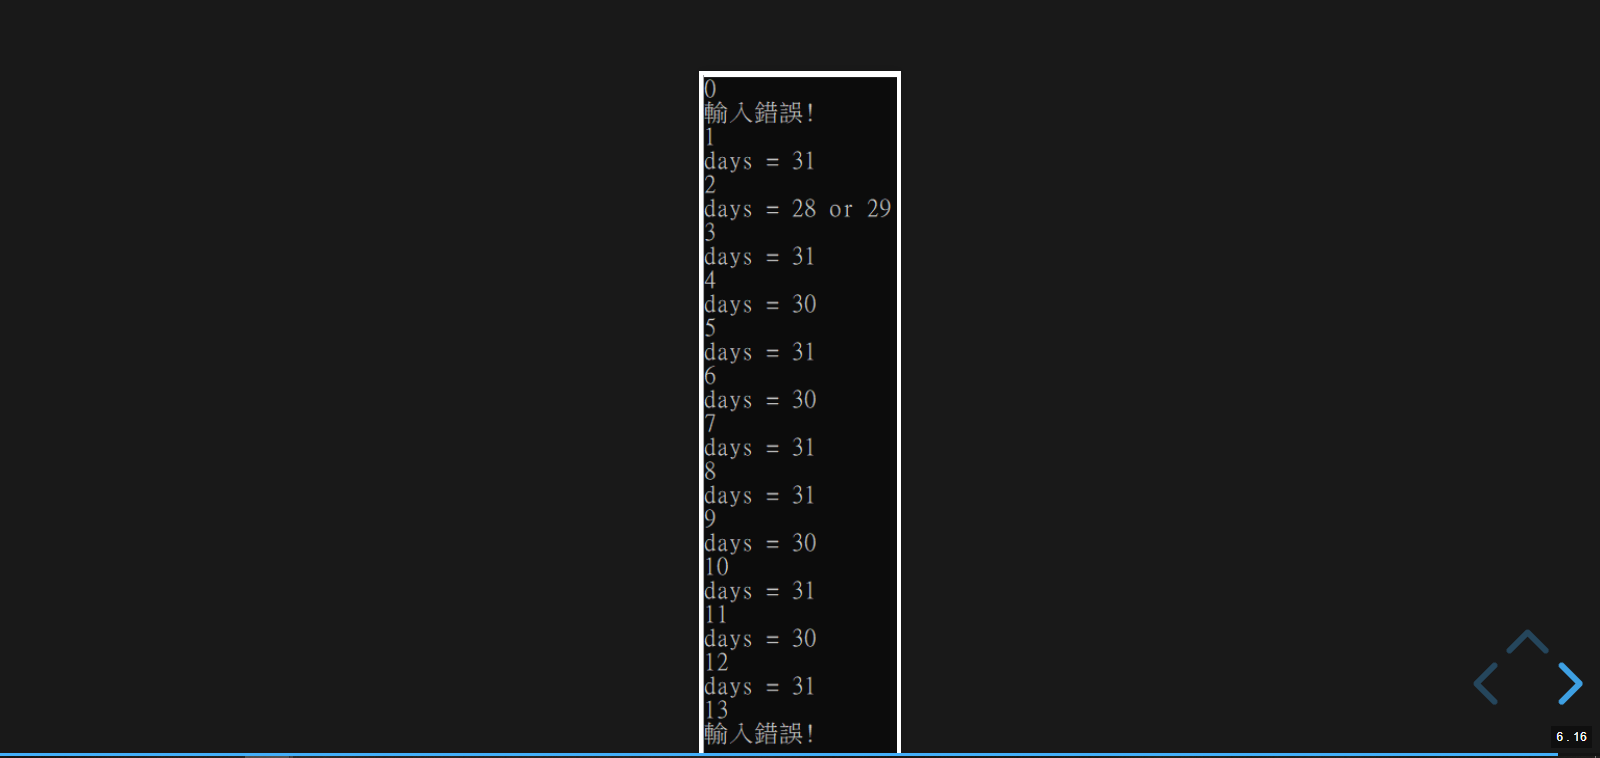 0
輸入錯誤!
1
days = 31
2
days = 28 or 29
3
days = 31
4
days = 30
5
days = 31
6
days = 30
7
days = 31
8
days = 31
9
days = 30
10
days = 31
11
days = 30
12
days = 31
13
輸入錯誤!
6.16